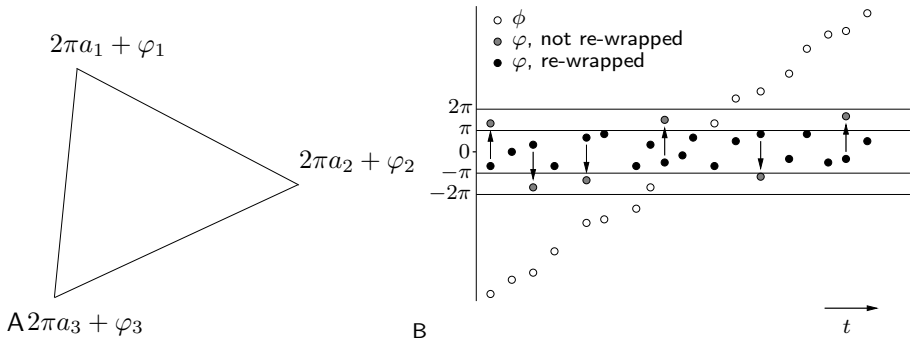 2πa₁ + φ₁
2πa₂ + φ₂
A 2πa₃ + φ₃
ϕ
φ, not re-wrapped
φ, re-wrapped
2π
π
0
−π
−2π
t
B